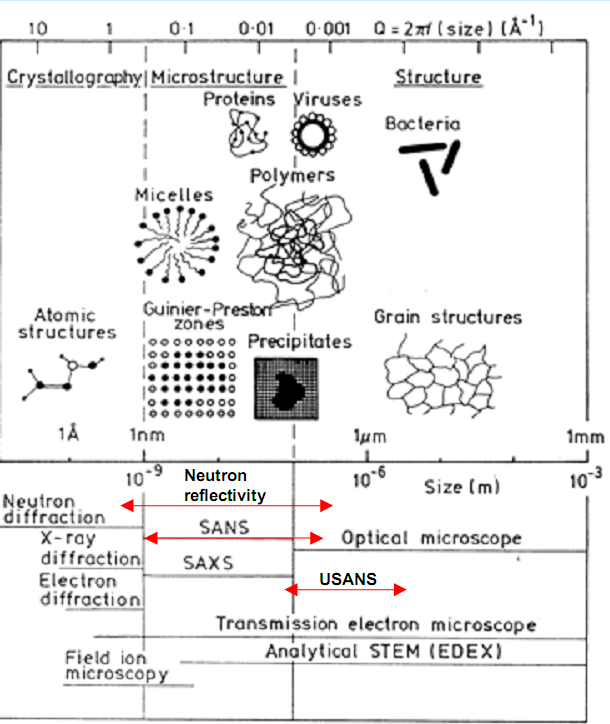 10 1 0.1 0.01 0.001 Q = 2π/(size) (Å⁻¹)
Crystallography Microstructure Structure
Proteins Viruses
Bacteria
Polymers
Micelles
Atomic
structures
Guinier-Preston
zones
Precipitates
Grain structures
1Å 1nm 1µm 1mm
10⁻⁹ 10⁻⁶ Size (m) 10⁻³
Neutron
reflectivity
Neutron
diffraction
SANS
X-ray
diffraction
Optical microscope
SAXS
Electron
diffraction
USANS
Transmission electron microscope
Analytical STEM (EDEX)
Field ion
microscopy